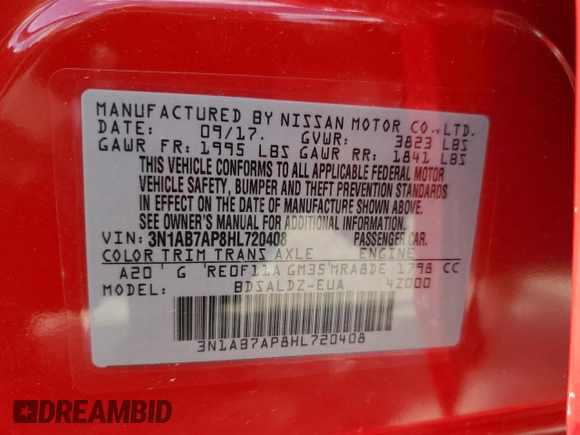 MANUFACTURED BY NISSAN MOTOR CO.,LTD.
DATE: 09/17. GVWR: 3823 LBS
GAWR FR: 1995 LBS GAWR RR: 1841 LBS
THIS VEHICLE CONFORMS TO ALL APPLICABLE FEDERAL MOTOR
VEHICLE SAFETY, BUMPER AND THEFT PREVENTION STANDARDS
IN EFFECT ON THE DATE OF MANUFACTURE SHOWN ABOVE.
SEE OWNER'S MANUAL FOR ADDITIONAL INFORMATION.
VIN: 3N1AB7AP8HL720408 PASSENGER CAR.
COLOR TRIM TRANS AXLE ENGINE
A20 G RE0F11A GM35 MRA8DE 1798 CC
MODEL: BDSALDZ-EUA 4Z000
3N1AB7AP8HL720408
DREAMBID